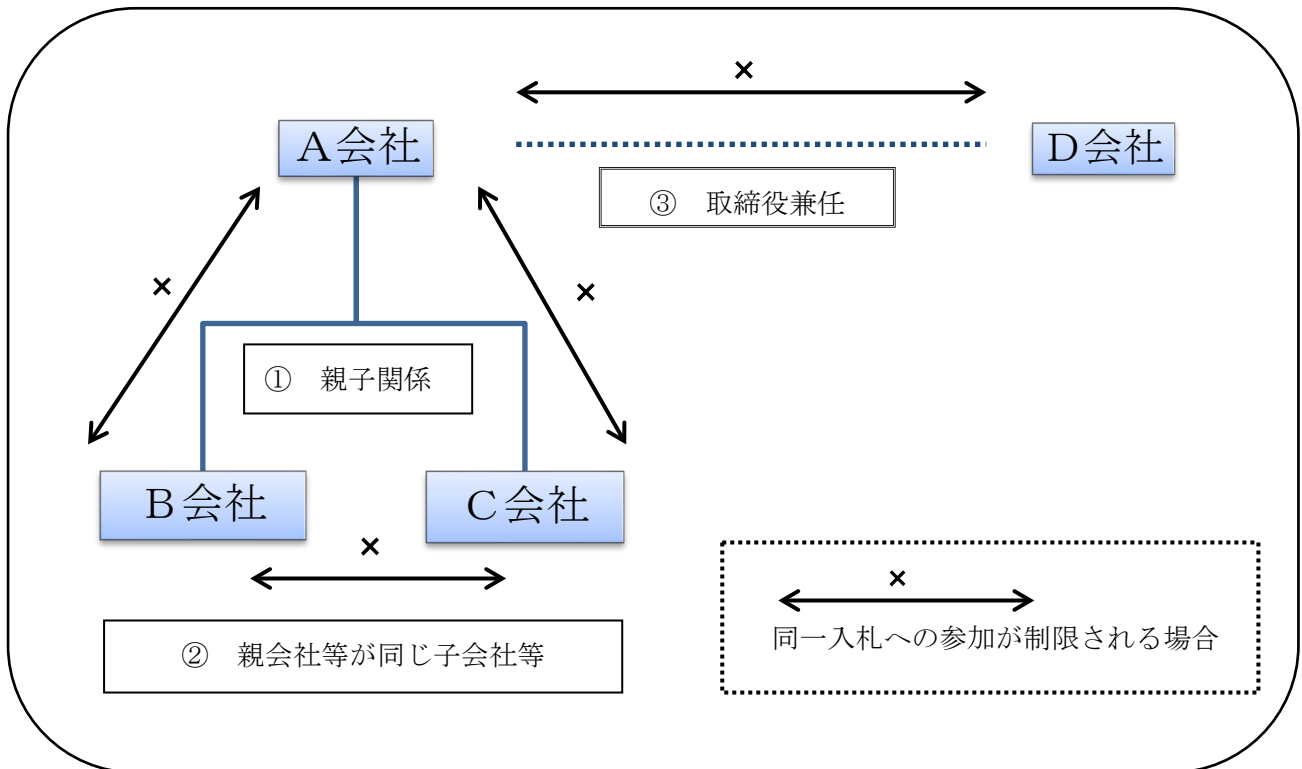 ×
A会社
D会社
③　取締役兼任
×
×
①　親子関係
B会社
C会社
×
②　親会社等が同じ子会社等
×
同一入札への参加が制限される場合